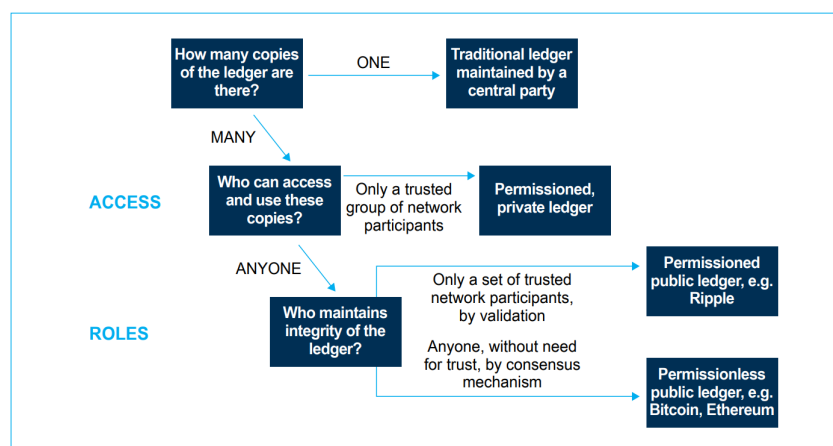 How many copies
of the ledger are
there?
ONE
Traditional ledger
maintained by a
central party
MANY
ACCESS
Who can access
and use these
copies?
Only a trusted
group of network
participants
Permissioned,
private ledger
ANYONE
ROLES
Who maintains
integrity of the
ledger?
Only a set of trusted
network participants,
by validation
Permissioned
public ledger, e.g.
Ripple
Anyone, without need
for trust, by consensus
mechanism
Permissionless
public ledger, e.g.
Bitcoin, Ethereum